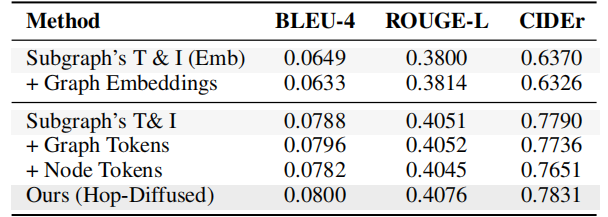 Method BLEU-4 ROUGE-L CIDEr
Subgraph's T & I (Emb) 0.0649 0.3800 0.6370
+ Graph Embeddings 0.0633 0.3814 0.6326
Subgraph's T& I 0.0788 0.4051 0.7790
+ Graph Tokens 0.0796 0.4052 0.7736
+ Node Tokens 0.0782 0.4045 0.7651
Ours (Hop-Diffused) 0.0800 0.4076 0.7831